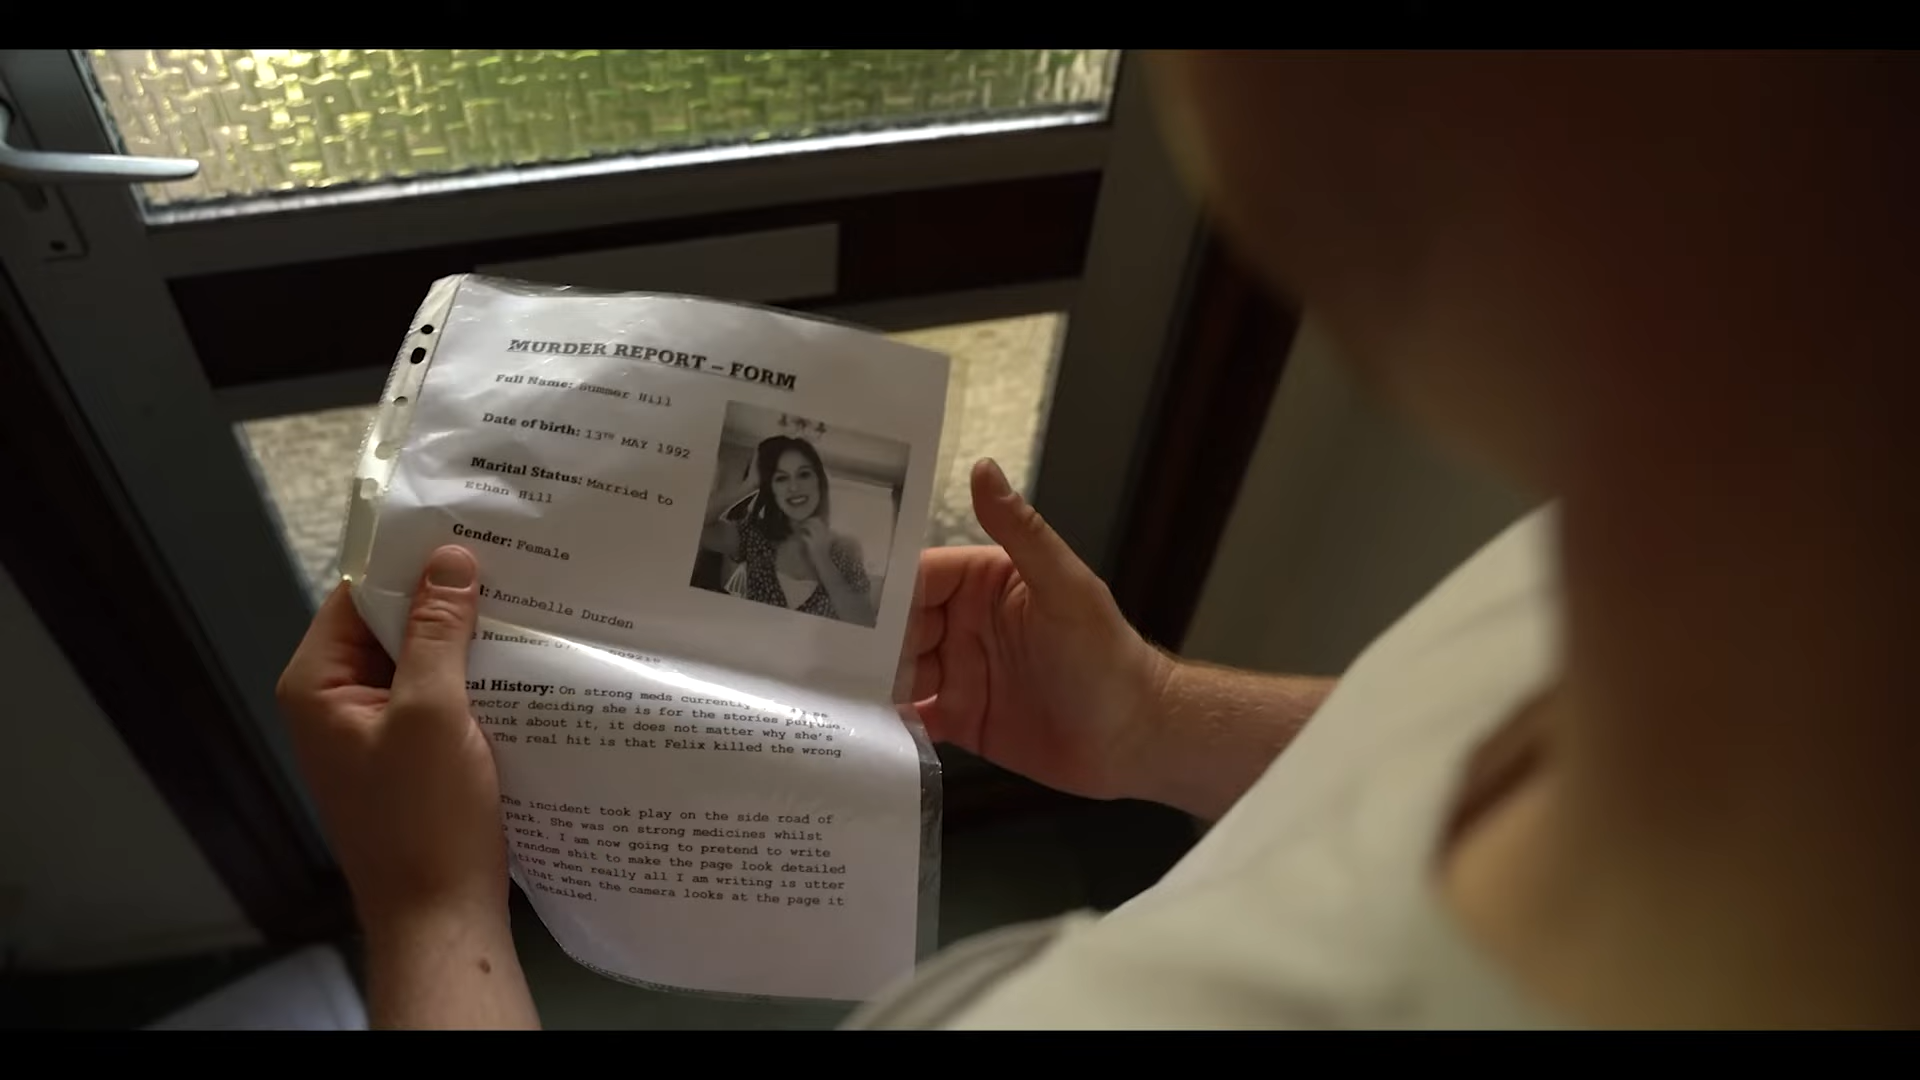 MURDER REPORT – FORM
Full Name: Summer Hill
Date of birth: 13TH MAY 1992
Marital Status: Married to
Ethan Hill
Gender: Female
: Annabelle Durden
Number:
cal History: On strong meds currently
rector deciding she is for the stories purpose.
think about it, it does not matter why she's
The real hit is that Felix killed the wrong
The incident took play on the side road of
park. She was on strong medicines whilst
work. I am now going to pretend to write
random shit to make the page look detailed
tive when really all I am writing is utter
that when the camera looks at the page it
detailed.